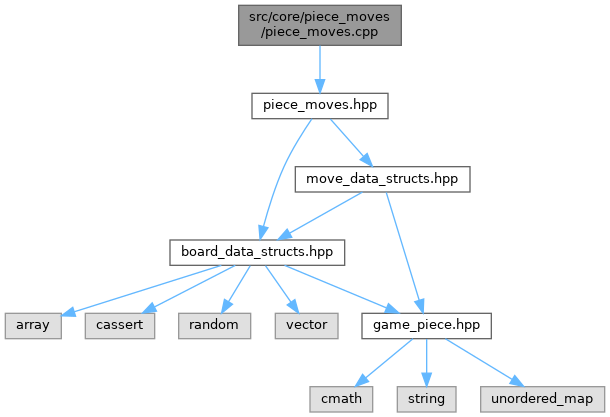 src/core/piece_moves
/piece_moves.cpp
piece_moves.hpp
move_data_structs.hpp
board_data_structs.hpp
array
cassert
random
vector
game_piece.hpp
cmath
string
unordered_map